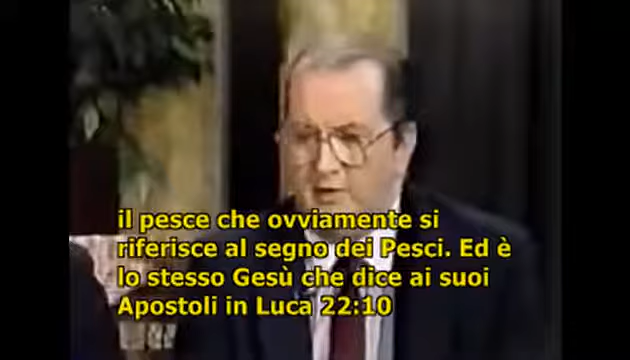 il pesce che ovviamente si
riferisce al segno dei Pesci. Ed è
lo stesso Gesù che dice ai suoi
Apostoli in Luca 22:10